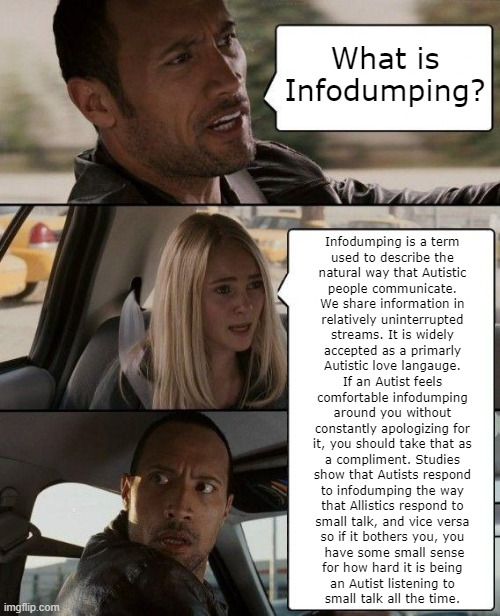 What is
Infodumping?
Infodumping is a term
used to describe the
natural way that Autistic
people communicate.
We share information in
relatively uninterrupted
streams. It is widely
accepted as a primarly
Autistic love langauge.
If an Autist feels
comfortable infodumping
around you without
constantly apologizing for
it, you should take that as
a compliment. Studies
show that Autists respond
to infodumping the way
that Allistics respond to
small talk, and vice versa
so if it bothers you, you
have some small sense
for how hard it is being
an Autist listening to
small talk all the time.
imgflip.com